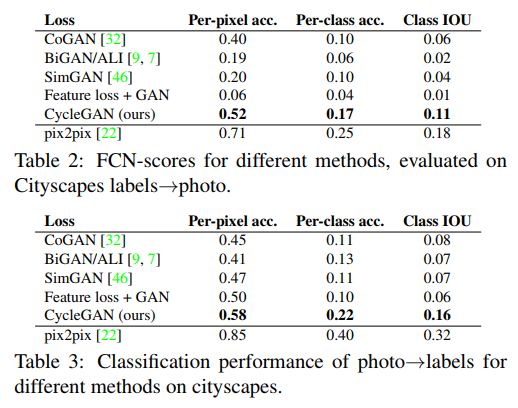 Loss Per-pixel acc. Per-class acc. Class IOU
CoGAN [32] 0.40 0.10 0.06
BiGAN/ALI [9, 7] 0.19 0.06 0.02
SimGAN [46] 0.20 0.10 0.04
Feature loss + GAN 0.06 0.04 0.01
CycleGAN (ours) 0.52 0.17 0.11
pix2pix [22] 0.71 0.25 0.18
Table 2: FCN-scores for different methods, evaluated on
Cityscapes labels→photo.
Loss Per-pixel acc. Per-class acc. Class IOU
CoGAN [32] 0.45 0.11 0.08
BiGAN/ALI [9, 7] 0.41 0.13 0.07
SimGAN [46] 0.47 0.11 0.07
Feature loss + GAN 0.50 0.10 0.06
CycleGAN (ours) 0.58 0.22 0.16
pix2pix [22] 0.85 0.40 0.32
Table 3: Classification performance of photo→labels for
different methods on cityscapes.